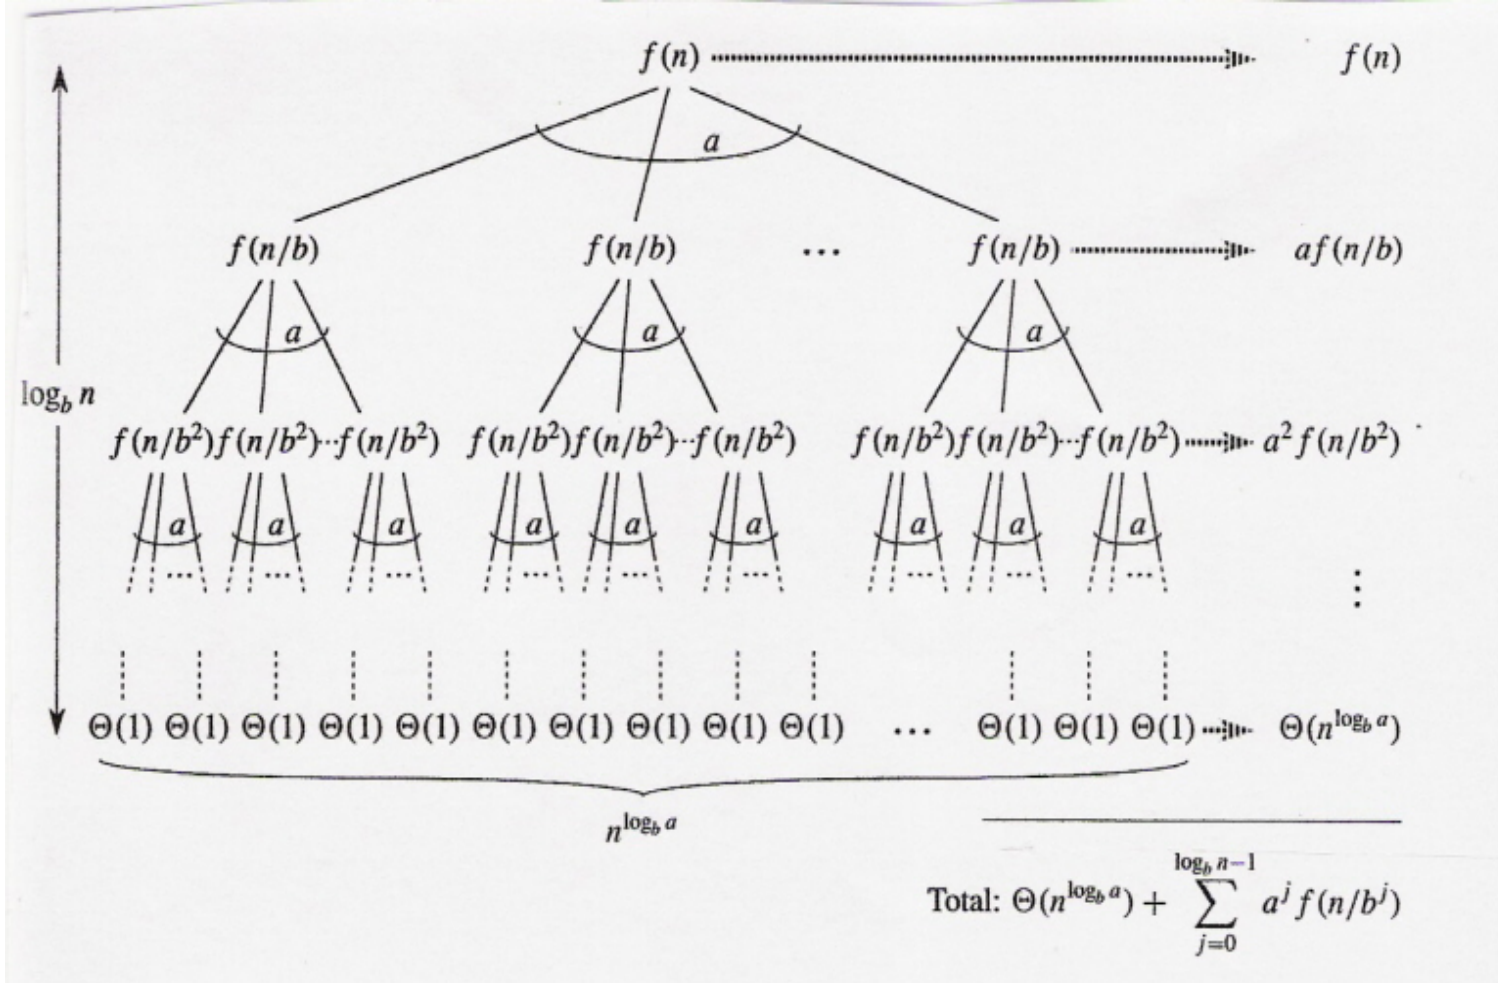 f(n) f(n)
a
f(n/b) f(n/b) ... f(n/b) af(n/b)
a a a
log_b n
f(n/b²) f(n/b²) ... f(n/b²) f(n/b²) f(n/b²) ... f(n/b²) f(n/b²) f(n/b²) ... f(n/b²) a² f(n/b²)
a a a a a a a a a
... ... ... ... ... ... ... ... ...
⋮
Θ(1) Θ(1) Θ(1) Θ(1) Θ(1) Θ(1) Θ(1) Θ(1) Θ(1) Θ(1) ... Θ(1) Θ(1) Θ(1) Θ(n^{log_b a})
n^{log_b a}
Total: Θ(n^{log_b a}) + ∑_{j=0}^{log_b n−1} a^j f(n/b^j)